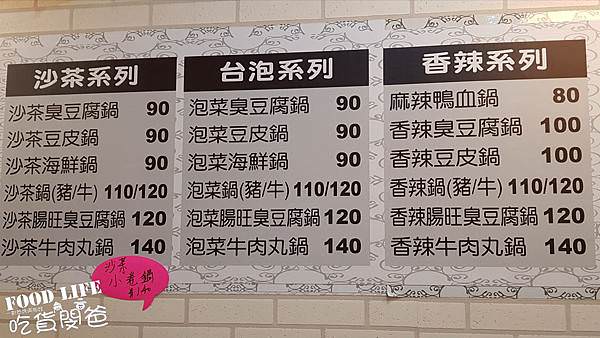 沙茶系列
沙茶臭豆腐鍋 90
沙茶豆皮鍋 90
沙茶海鮮鍋 90
沙茶鍋(豬/牛) 110/120
沙茶腸旺臭豆腐鍋 120
沙茶牛肉丸鍋 140
台泡系列
泡菜臭豆腐鍋 90
泡菜豆皮鍋 90
泡菜海鮮鍋 90
泡菜鍋(豬/牛) 110/120
泡菜腸旺臭豆腐鍋 120
泡菜牛肉丸鍋 140
香辣系列
麻辣鴨血鍋 80
香辣臭豆腐鍋 100
香辣豆皮鍋 100
香辣鍋(豬/牛) 110/120
香辣腸旺臭豆腐鍋 120
香辣牛肉丸鍋 140
沙茶
小卷鍋
FOOD LIFE
吃貨閔爸